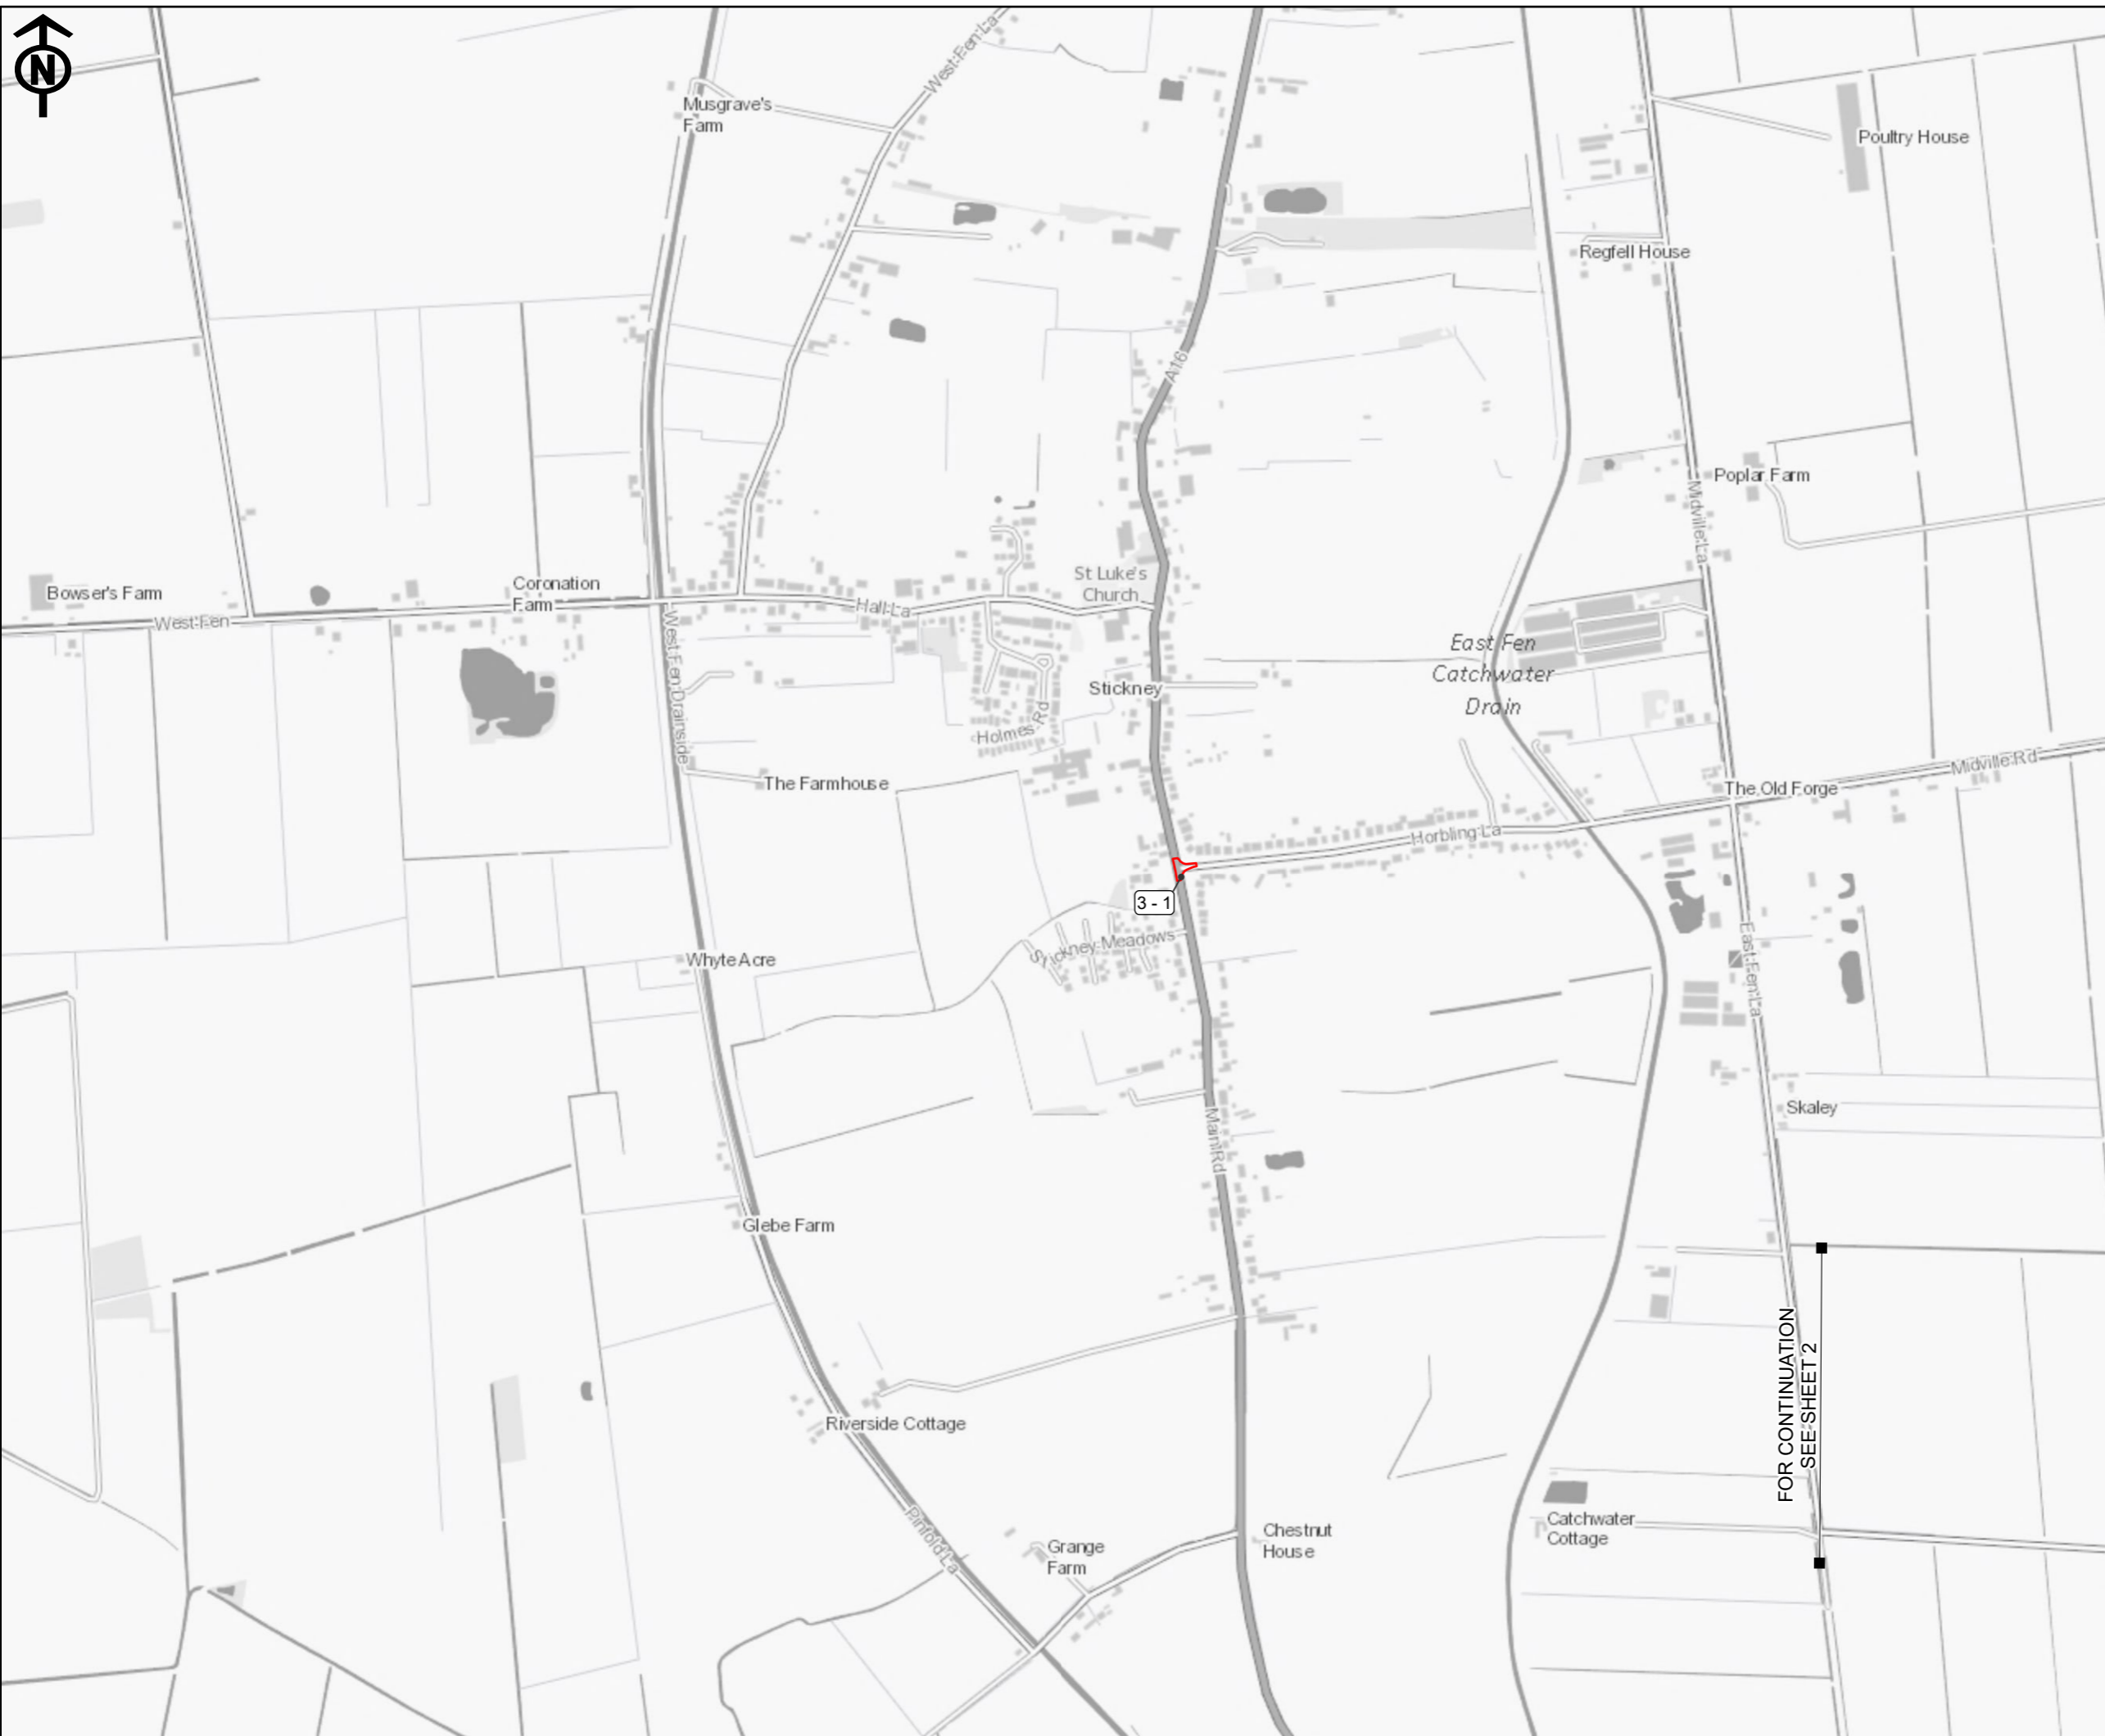 N
West Fen La
Musgrave's
Farm
Poultry House
Regfell House
A16
Poplar Farm
Midville La
Bowser's Farm
West Fen
Coronation
Farm
Hall La
St Luke's
Church
East Fen
Catchwater
Drain
West Fen Drainside
Stickney
Holmes Rd
The Farmhouse
Midville Rd
The Old Forge
Horbling La
3 - 1
Stickney Meadows
Whyte Acre
East Fen La
Skaley
Main Rd
Glebe Farm
FOR CONTINUATION
SEE SHEET 2
Riverside Cottage
Pinfold La
Grange
Farm
Chestnut
House
Catchwater
Cottage